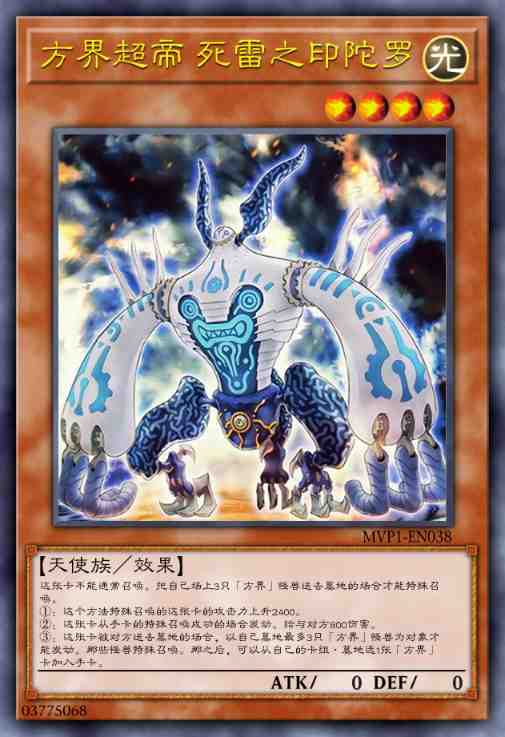 方界超帝 死雷之印陀罗
光
MVP1-EN038
【天使族／效果】
这张卡不能通常召唤。把自己场上3只「方界」怪兽送去墓地的场合才能特殊召
唤。
①：这个方法特殊召唤的这张卡的攻击力上升2400。
②：这张卡从手卡的特殊召唤成功的场合发动。给与对方800伤害。
③：这张卡被对方送去墓地的场合，以自己墓地最多3只「方界」怪兽为对象才
能发动。那些怪兽特殊召唤。那之后，可以从自己的卡组·墓地选1张「方界」
卡加入手卡。
ATK/ 0 DEF/ 0
03775068